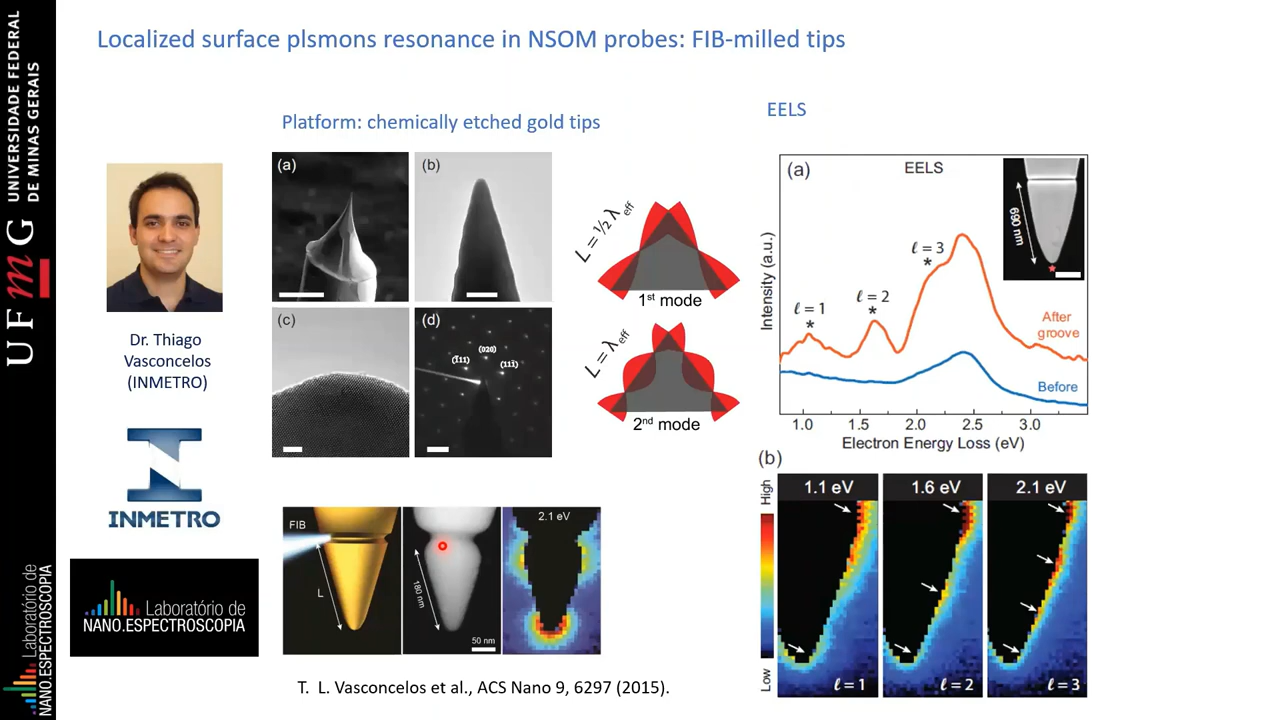 Localized surface plsmons resonance in NSOM probes: FIB-milled tips
UNIVERSIDADE FEDERAL
DE MINAS GERAIS
UFmG
Laboratório de
NANO.ESPECTROSCOPIA
Dr. Thiago
Vasconcelos
(INMETRO)
INMETRO
Laboratório de
NANO.ESPECTROSCOPIA
Platform: chemically etched gold tips
(a)
(b)
(c)
(d)
(020)
(1̅11)
(111̅)
L = ½ λeff
1st mode
L = λeff
2nd mode
FIB
L
180 nm
50 nm
2.1 eV
T. L. Vasconcelos et al., ACS Nano 9, 6297 (2015).
EELS
(a)
EELS
690 nm
ℓ = 3
ℓ = 2
ℓ = 1
*
*
*
After
groove
Before
Intensity (a.u.)
1.0 1.5 2.0 2.5 3.0
Electron Energy Loss (eV)
(b)
High
Low
1.1 eV
1.6 eV
2.1 eV
ℓ = 1
ℓ = 2
ℓ = 3